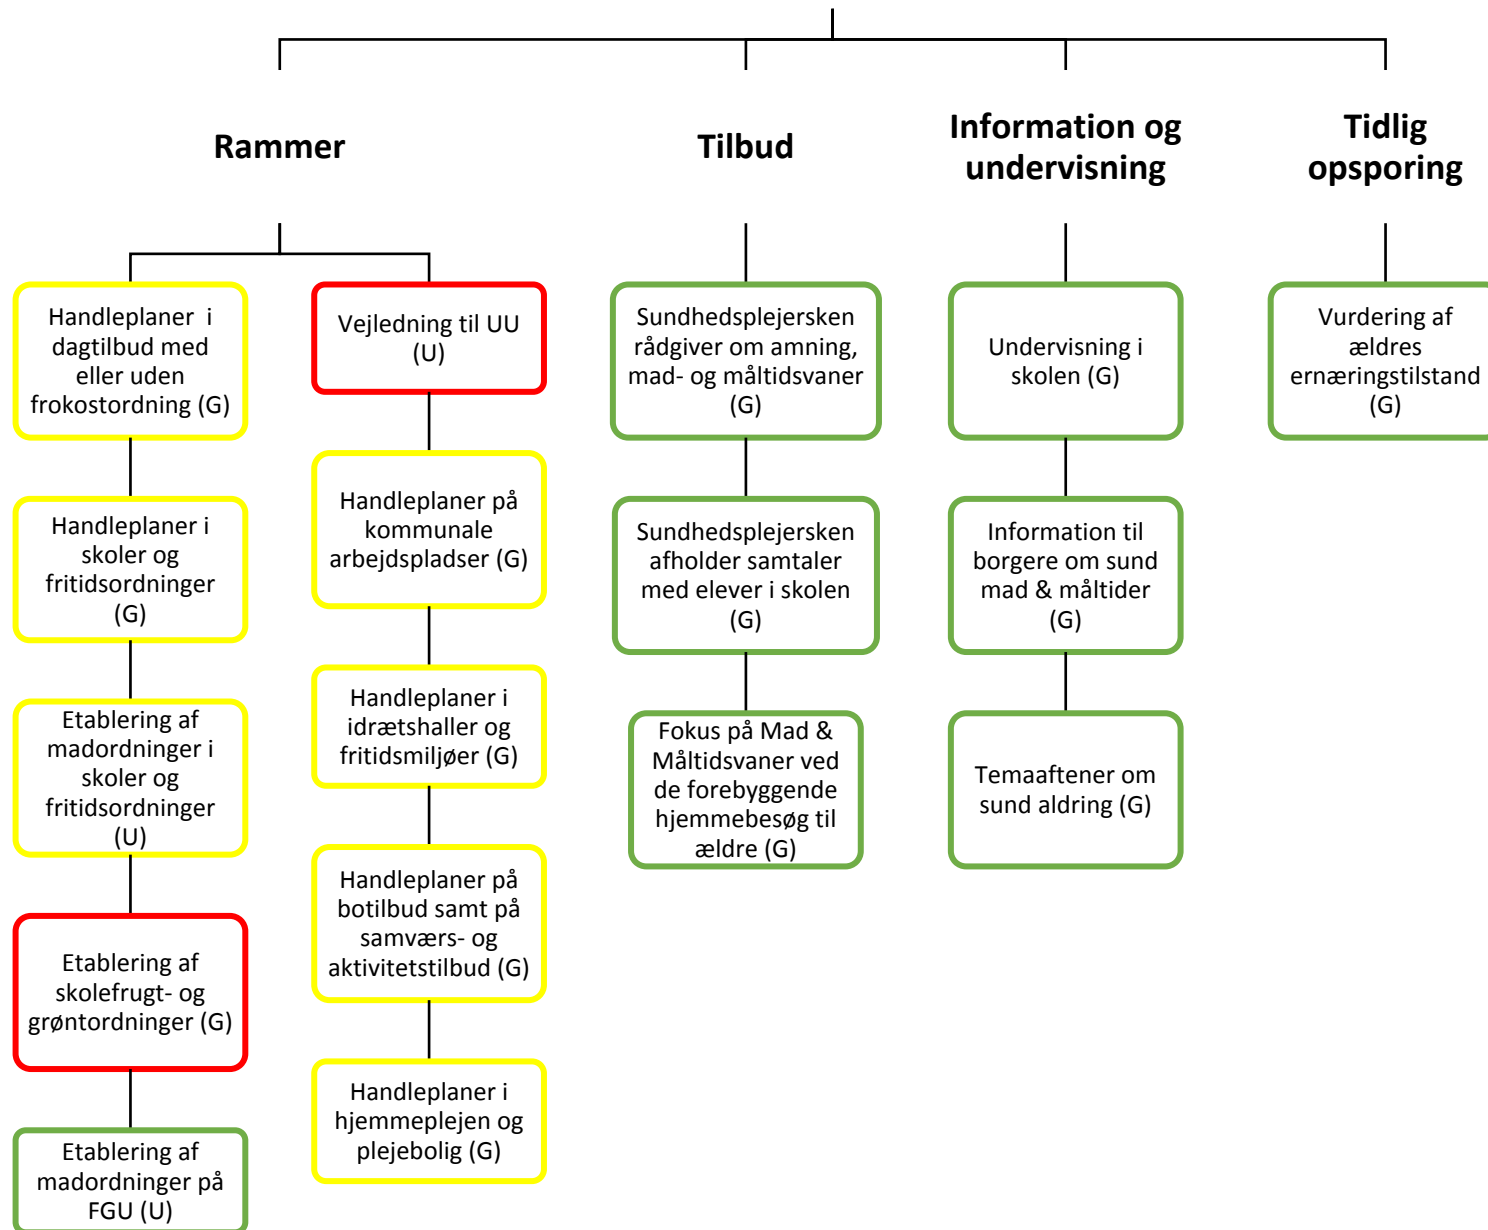 Rammer
Tilbud
Information og
undervisning
Tidlig
opsporing
Handleplaner  i
dagtilbud med
eller uden
frokostordning (G)
Handleplaner i
skoler og
fritidsordninger
(G)
Etablering af
madordninger i
skoler og
fritidsordninger
(U)
Etablering af
skolefrugt- og
grøntordninger (G)
Etablering af
madordninger på
FGU (U)
Vejledning til UU
(U)
Handleplaner på
kommunale
arbejdspladser (G)
Handleplaner i
idrætshaller og
fritidsmiljøer (G)
Handleplaner på
botilbud samt på
samværs- og
aktivitetstilbud (G)
Handleplaner i
hjemmeplejen og
plejebolig (G)
Sundhedsplejersken
rådgiver om amning,
mad- og måltidsvaner
(G)
Sundhedsplejersken
afholder samtaler
med elever i skolen
(G)
Fokus på Mad &
Måltidsvaner ved
de forebyggende
hjemmebesøg til
ældre (G)
Undervisning i
skolen (G)
Information til
borgere om sund
mad & måltider
(G)
Temaaftener om
sund aldring (G)
Vurdering af
ældres
ernæringstilstand
(G)